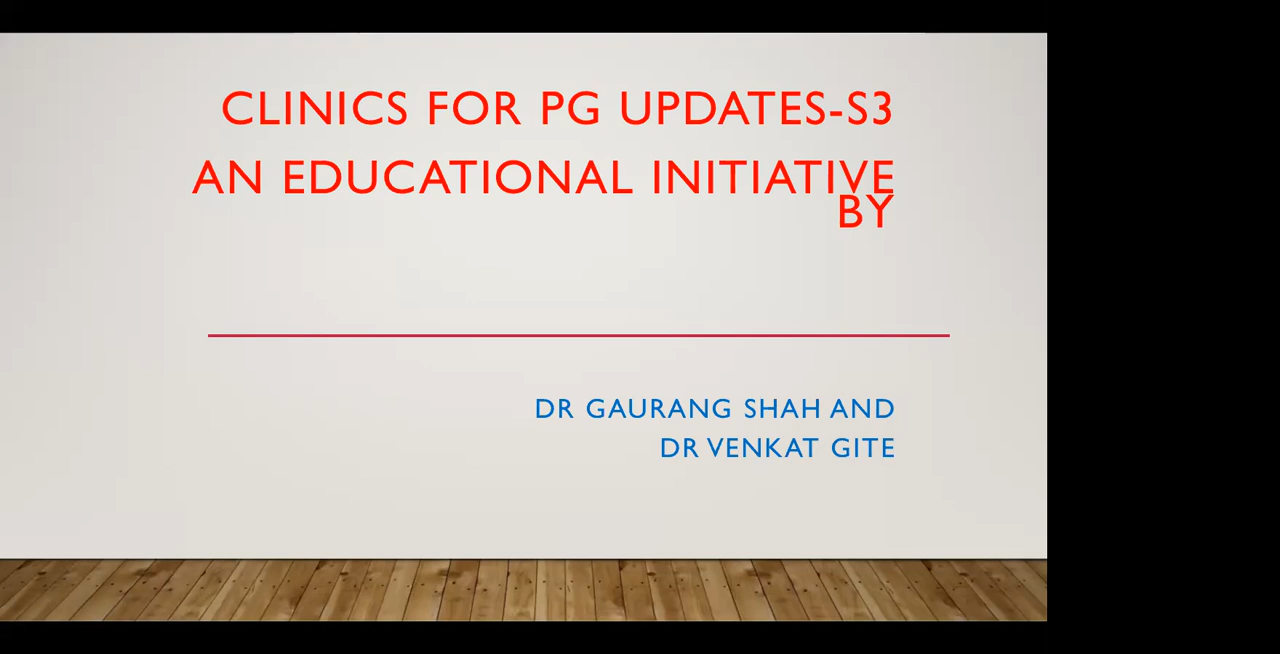 CLINICS FOR PG UPDATES-S3
AN EDUCATIONAL INITIATIVE
BY
DR GAURANG SHAH AND
DR VENKAT GITE